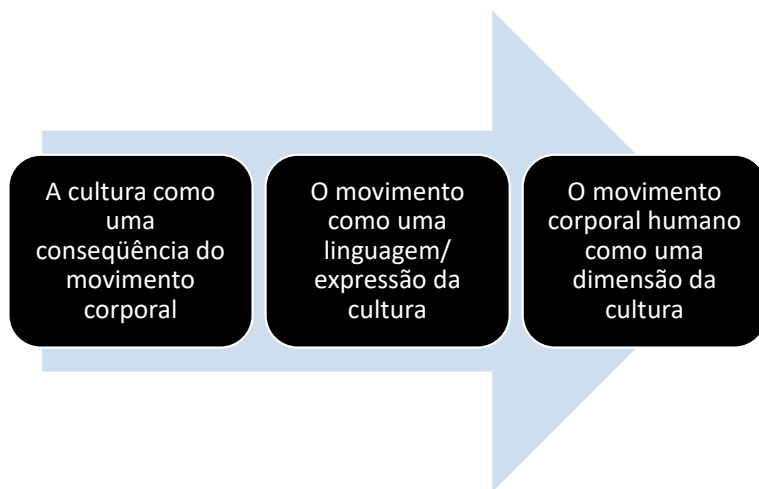 A cultura como
uma
conseqüência do
movimento
corporal
O movimento
como uma
linguagem/
expressão da
cultura
O movimento
corporal humano
como uma
dimensão da
cultura